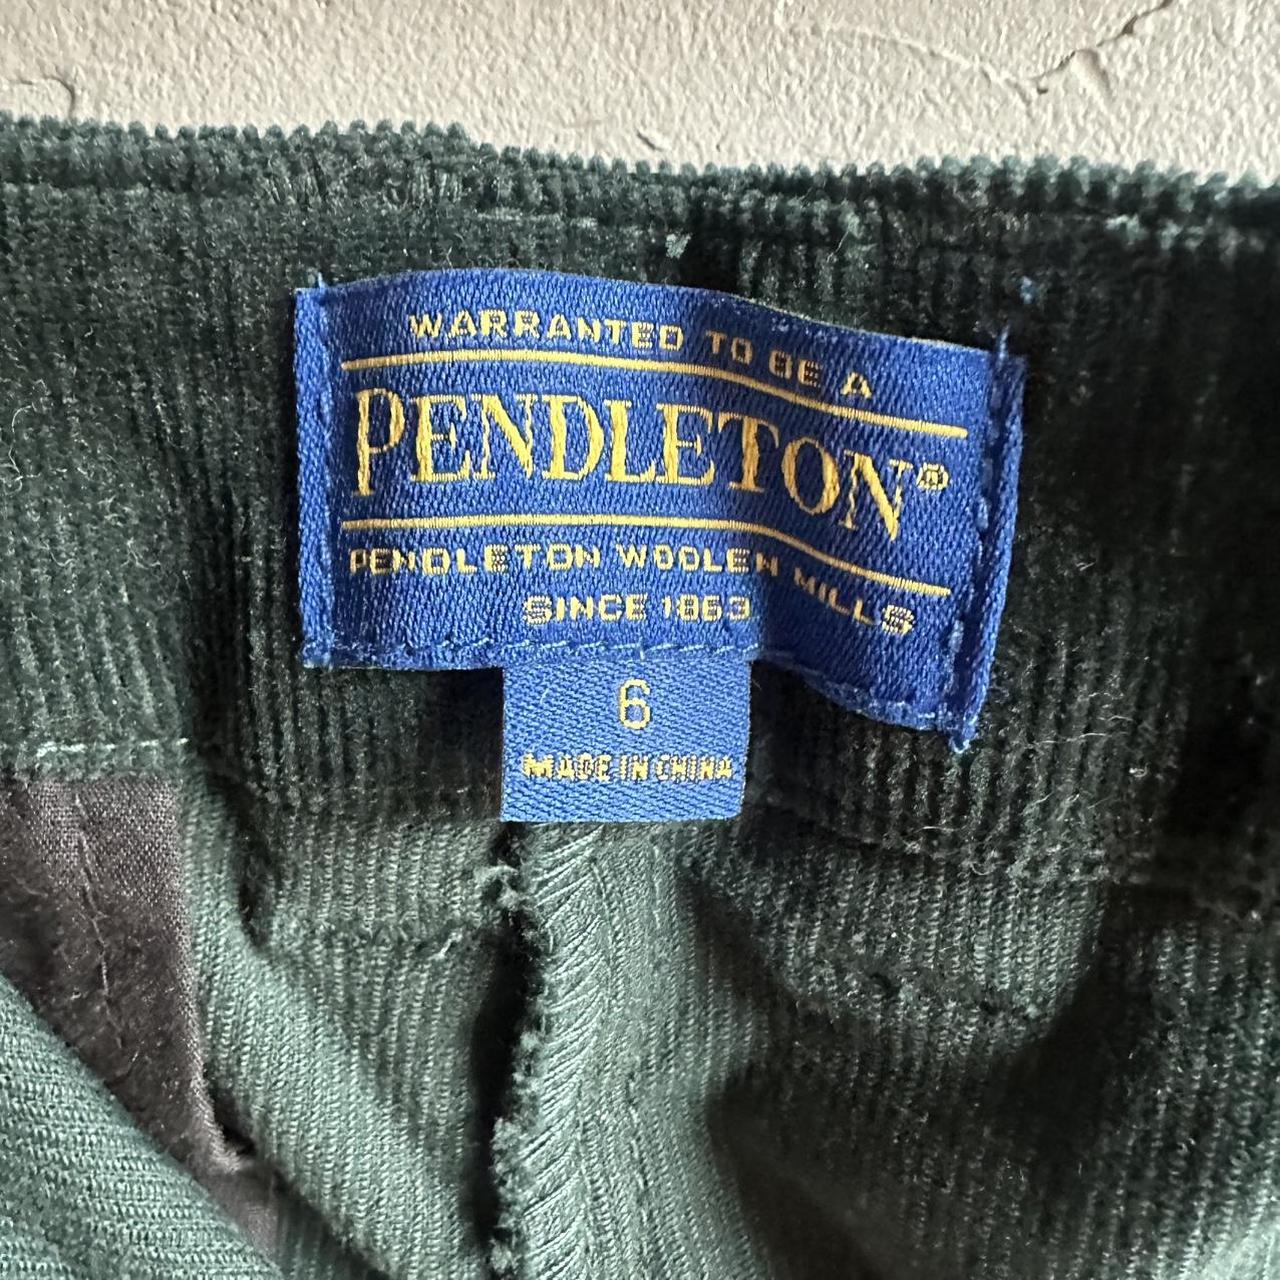 WARRANTED TO BE A
PENDLETON®
PENDLETON WOOLEN MILLS
SINCE 1863
6
MADE IN CHINA